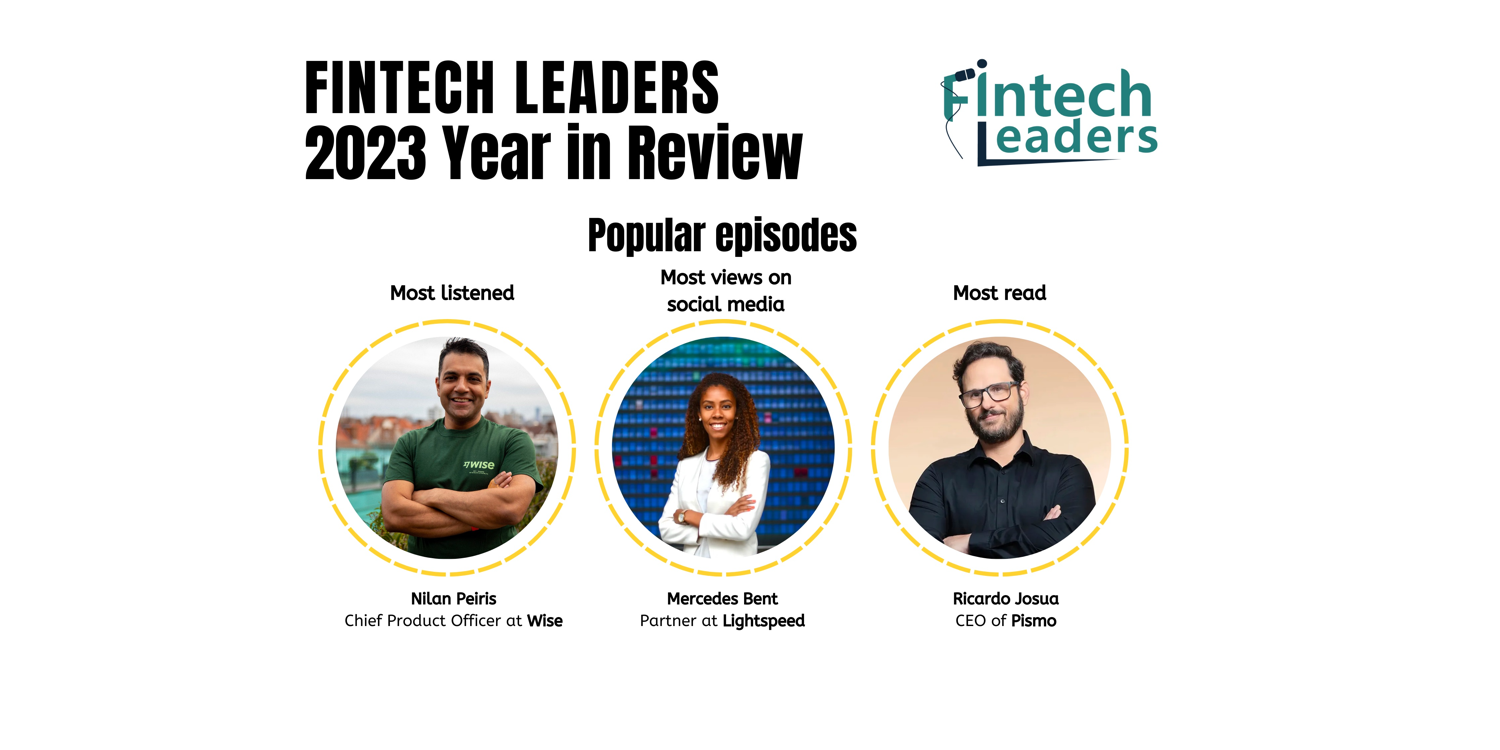 FINTECH LEADERS
2023 Year in Review
Fintech
Leaders
Popular episodes
Most listened
Most views on
social media
Most read
WISE
Nilan Peiris
Chief Product Officer at Wise
Mercedes Bent
Partner at Lightspeed
Ricardo Josua
CEO of Pismo